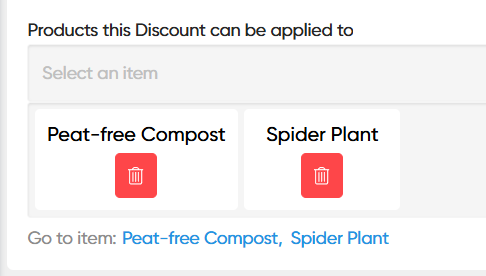 Products this Discount can be applied to
Select an item
Peat-free Compost
Spider Plant
Go to item: Peat-free Compost, Spider Plant